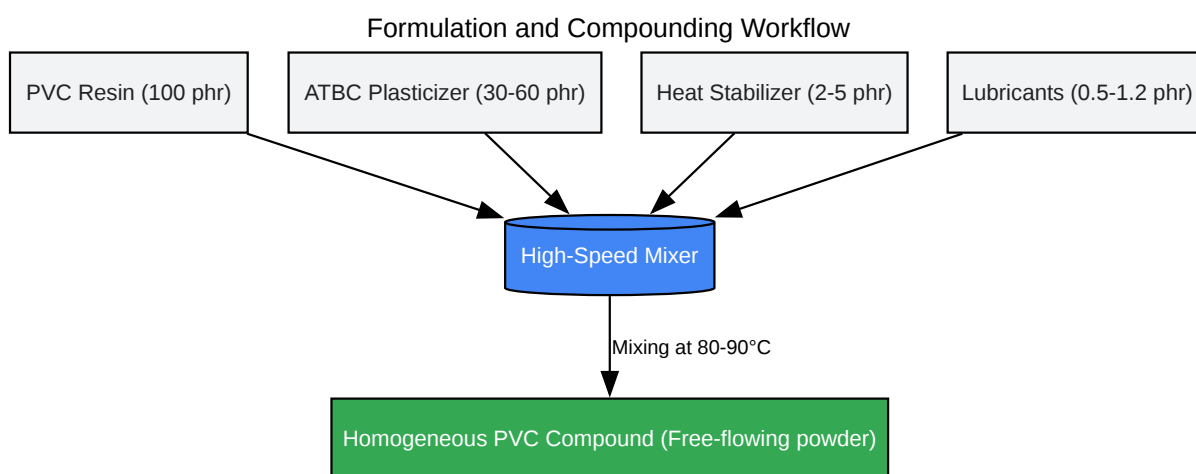 Formulation and Compounding Workflow
PVC Resin (100 phr)
ATBC Plasticizer (30-60 phr)
Heat Stabilizer (2-5 phr)
Lubricants (0.5-1.2 phr)
High-Speed Mixer
Mixing at 80-90°C
Homogeneous PVC Compound (Free-flowing powder)